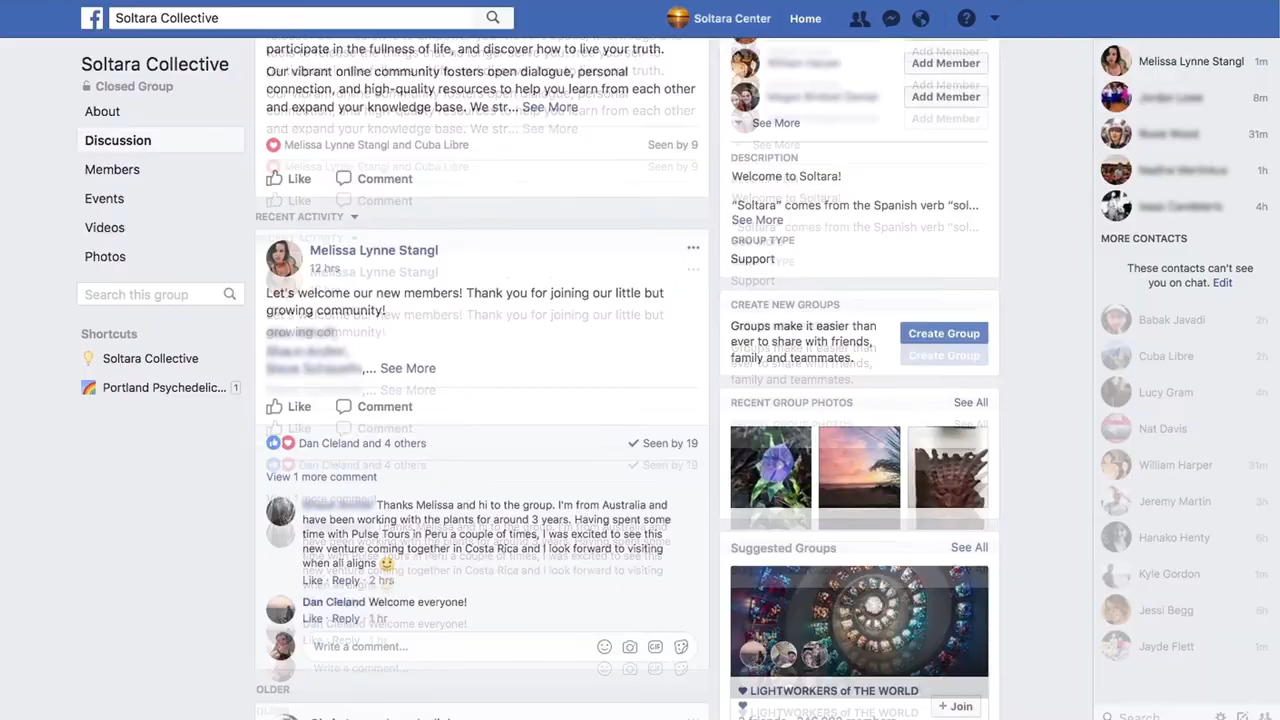 Soltara Collective
Soltara Center
Home
Soltara Collective
Closed Group
About
Discussion
Members
Events
Videos
Photos
Search this group
Shortcuts
Soltara Collective
Portland Psychedelic... 1
participate in the fullness of life, and discover how to live your truth.
Our vibrant online community fosters open dialogue, personal
connection, and high-quality resources to help you learn from each other
and expand your knowledge base. We str... See More
Melissa Lynne Stangl and Cuba Libre
Seen by 9
Like Comment
RECENT ACTIVITY
Melissa Lynne Stangl
12 hrs
Let's welcome our new members! Thank you for joining our little but
growing community!
,... See More
Like Comment
Dan Cleland and 4 others
Seen by 19
View 1 more comment
Thanks Melissa and hi to the group. I'm from Australia and
have been working with the plants for around 3 years. Having spent some
time with Pulse Tours in Peru a couple of times, I was excited to see this
new venture coming together in Costa Rica and I look forward to visiting
when all aligns
Like · Reply · 2 hrs
Dan Cleland Welcome everyone!
Like · Reply · 1 hr
Write a comment...
GIF
OLDER
Add Member
Add Member
See More
DESCRIPTION
Welcome to Soltara!
“Soltara” comes from the Spanish verb “sol...
See More
GROUP TYPE
Support
CREATE NEW GROUPS
Groups make it easier than
ever to share with friends,
family and teammates.
Create Group
RECENT GROUP PHOTOS
See All
Suggested Groups
See All
LIGHTWORKERS of THE WORLD
+ Join
Melissa Lynne Stangl 1m
8m
31m
1h
4h
MORE CONTACTS
These contacts can't see
you on chat. Edit
Babak Javadi 2h
Cuba Libre 2h
Lucy Gram 4h
Nat Davis
William Harper 31m
Jeremy Martin 1m
Hanako Henty 7h
Kyle Gordon 1m
Jessi Begg 6h
Jayde Flett 1m
Search